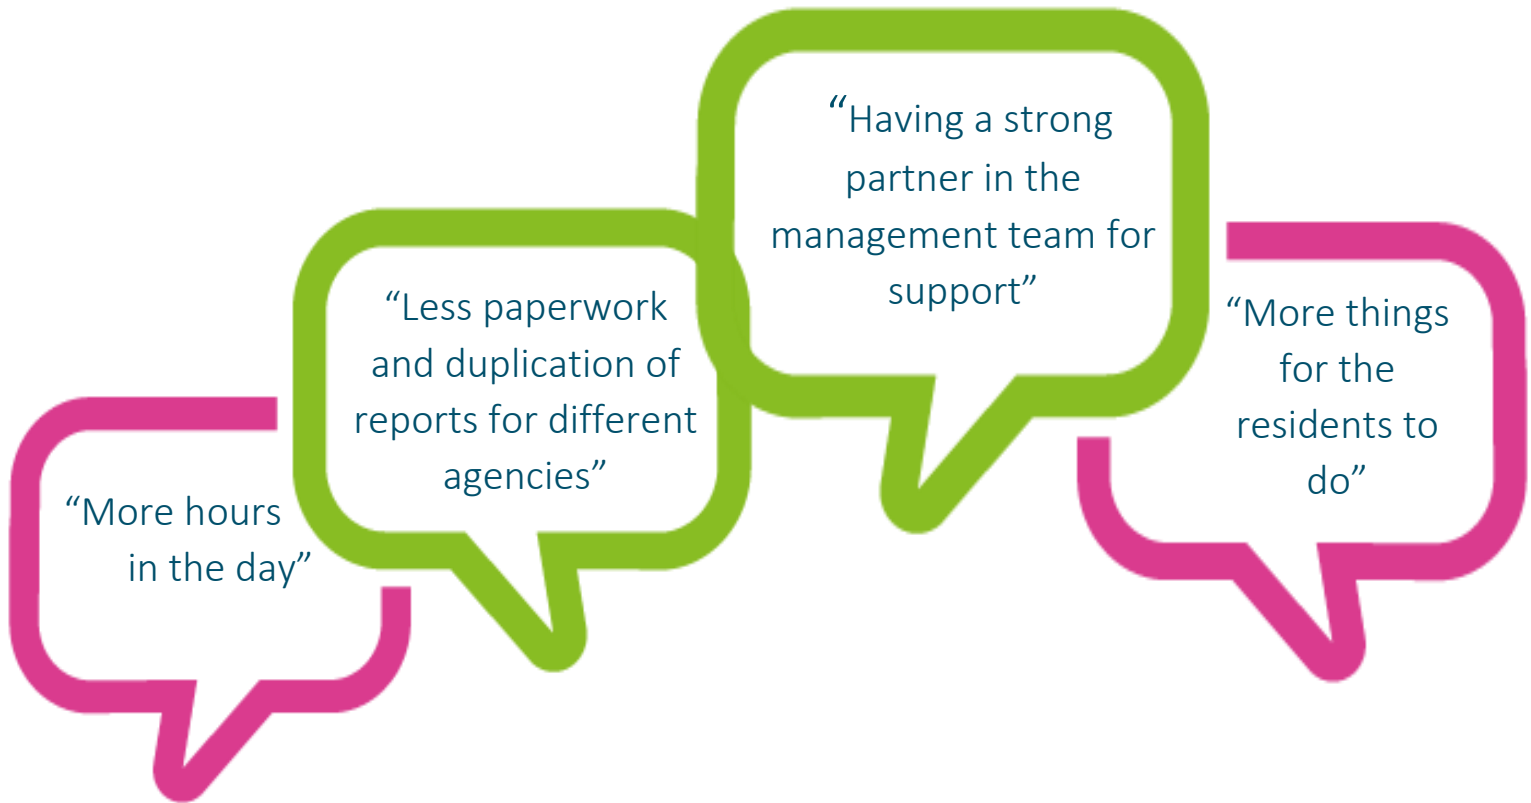 “More hours
in the day”
“Less paperwork
and duplication of
reports for different
agencies”
“Having a strong
partner in the
management team for
support”
“More things
for the
residents to
do”